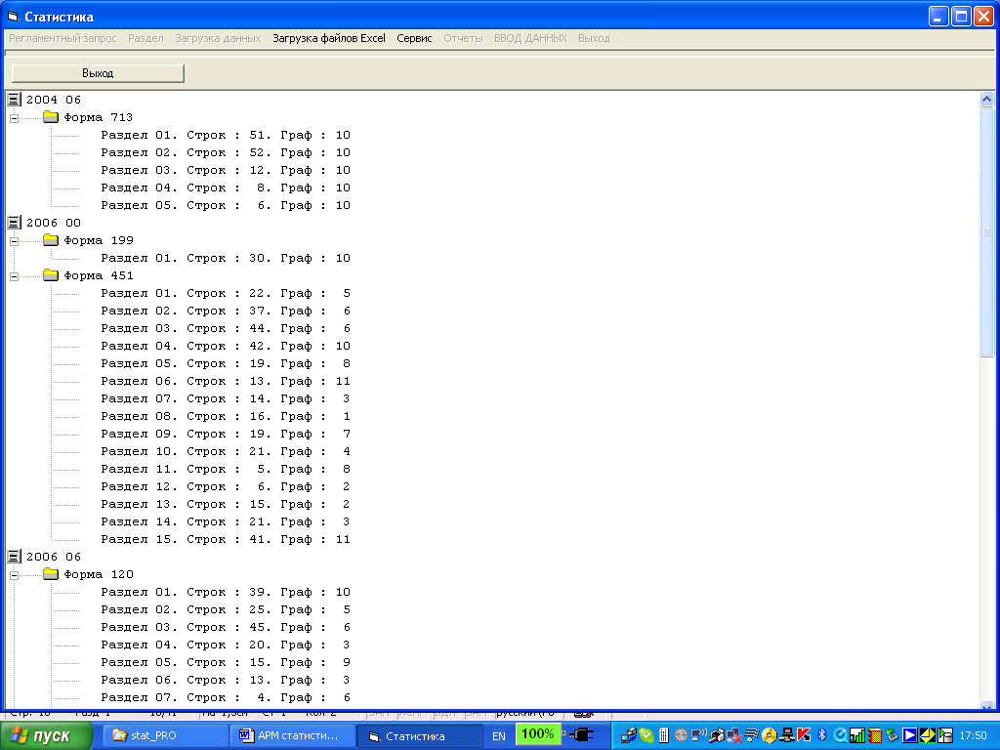 Статистика
Регламентный запрос Раздел Загрузка данных Загрузка файлов Excel Сервис Отчеты ВВОД ДАННЫХ Выход
Выход
2004 06
Форма 713
Раздел 01. Строк : 51. Граф : 10
Раздел 02. Строк : 52. Граф : 10
Раздел 03. Строк : 12. Граф : 10
Раздел 04. Строк : 8. Граф : 10
Раздел 05. Строк : 6. Граф : 10
2006 00
Форма 199
Раздел 01. Строк : 30. Граф : 10
Форма 451
Раздел 01. Строк : 22. Граф : 5
Раздел 02. Строк : 37. Граф : 6
Раздел 03. Строк : 44. Граф : 6
Раздел 04. Строк : 42. Граф : 10
Раздел 05. Строк : 19. Граф : 8
Раздел 06. Строк : 13. Граф : 11
Раздел 07. Строк : 14. Граф : 3
Раздел 08. Строк : 16. Граф : 1
Раздел 09. Строк : 19. Граф : 7
Раздел 10. Строк : 21. Граф : 4
Раздел 11. Строк : 5. Граф : 8
Раздел 12. Строк : 6. Граф : 2
Раздел 13. Строк : 15. Граф : 2
Раздел 14. Строк : 21. Граф : 3
Раздел 15. Строк : 41. Граф : 11
2006 06
Форма 120
Раздел 01. Строк : 39. Граф : 10
Раздел 02. Строк : 25. Граф : 5
Раздел 03. Строк : 45. Граф : 6
Раздел 04. Строк : 20. Граф : 3
Раздел 05. Строк : 15. Граф : 9
Раздел 06. Строк : 13. Граф : 3
Раздел 07. Строк : 4. Граф : 6
пуск stat_PRO АРМ статисти... Статистика EN 100% 17:50